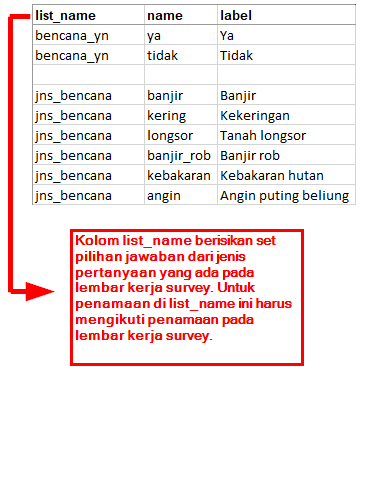 list_name name label
bencana_yn ya Ya
bencana_yn tidak Tidak
jns_bencana banjir Banjir
jns_bencana kering Kekeringan
jns_bencana longsor Tanah longsor
jns_bencana banjir_rob Banjir rob
jns_bencana kebakaran Kebakaran hutan
jns_bencana angin Angin puting beliung
Kolom list_name berisikan set
pilihan jawaban dari jenis
pertanyaan yang ada pada
lembar kerja survey. Untuk
penamaan di list_name ini harus
mengikuti penamaan pada
lembar kerja survey.